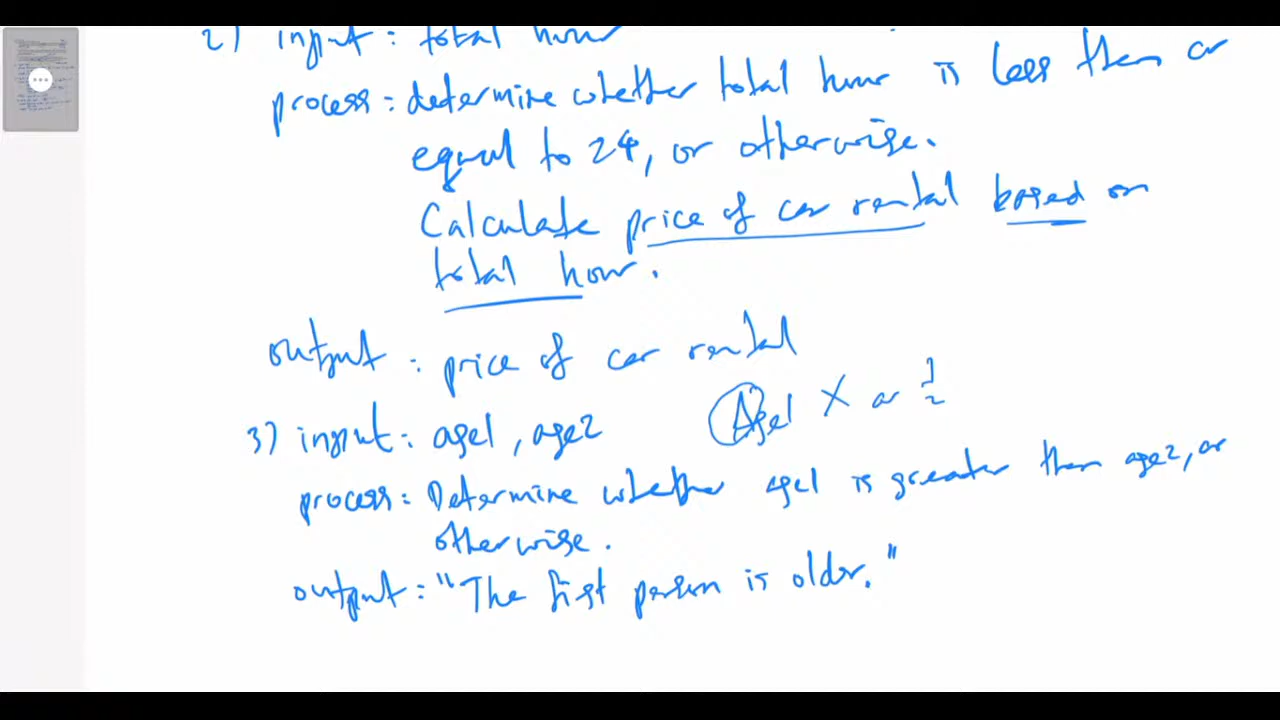 2) input: total hour
process: determine whether total hour is less than or
equal to 24, or otherwise.
Calculate price of car rental based on
total hour.
output: price of car rental
Age1 X or 1/2
3) input: age1, age2
process: Determine whether age1 is greater than age2, or
otherwise.
output: "The first person is older."